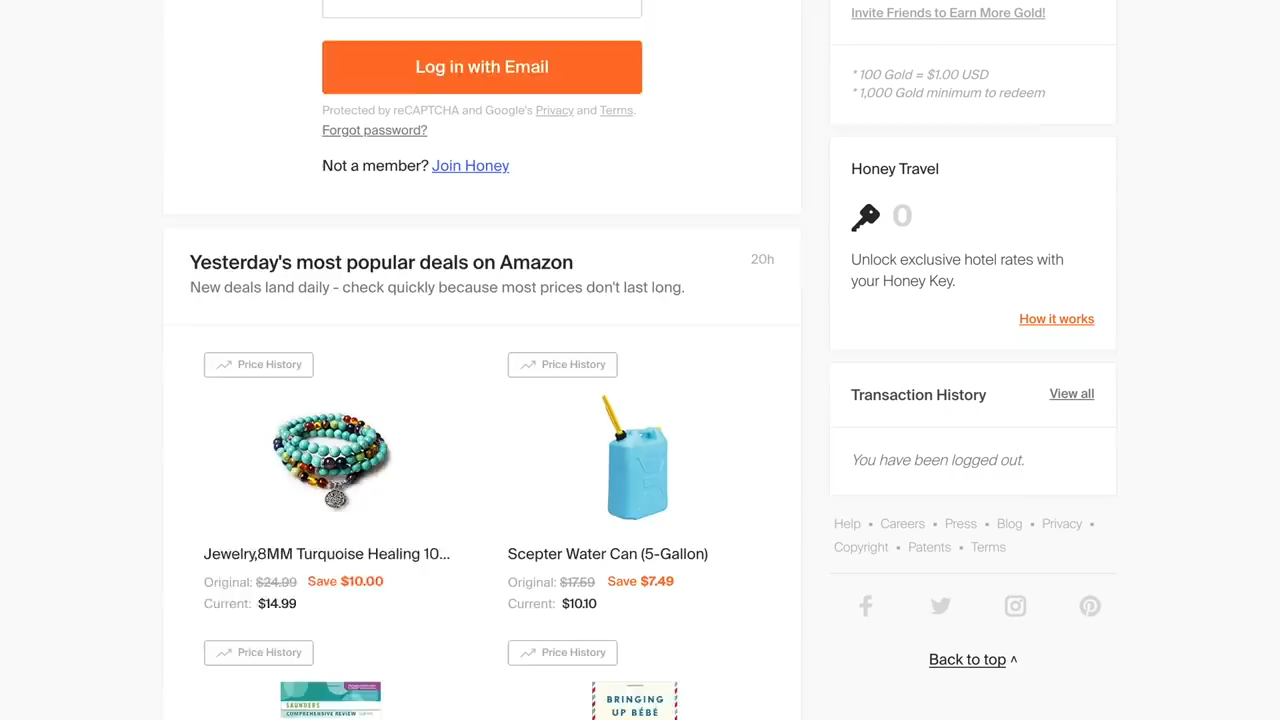 Log in with Email
Protected by reCAPTCHA and Google's Privacy and Terms.
Forgot password?
Not a member? Join Honey
Yesterday's most popular deals on Amazon
20h
New deals land daily - check quickly because most prices don't last long.
Price History
Jewelry,8MM Turquoise Healing 10...
Original: $24.99 Save $10.00
Current: $14.99
Price History
Scepter Water Can (5-Gallon)
Original: $17.59 Save $7.49
Current: $10.10
Price History
SAUNDERS
COMPREHENSIVE REVIEW
Price History
BRINGING
UP BÉBÉ
Invite Friends to Earn More Gold!
* 100 Gold = $1.00 USD
* 1,000 Gold minimum to redeem
Honey Travel
0
Unlock exclusive hotel rates with
your Honey Key.
How it works
Transaction History
View all
You have been logged out.
Help • Careers • Press • Blog • Privacy •
Copyright • Patents • Terms
Back to top ^